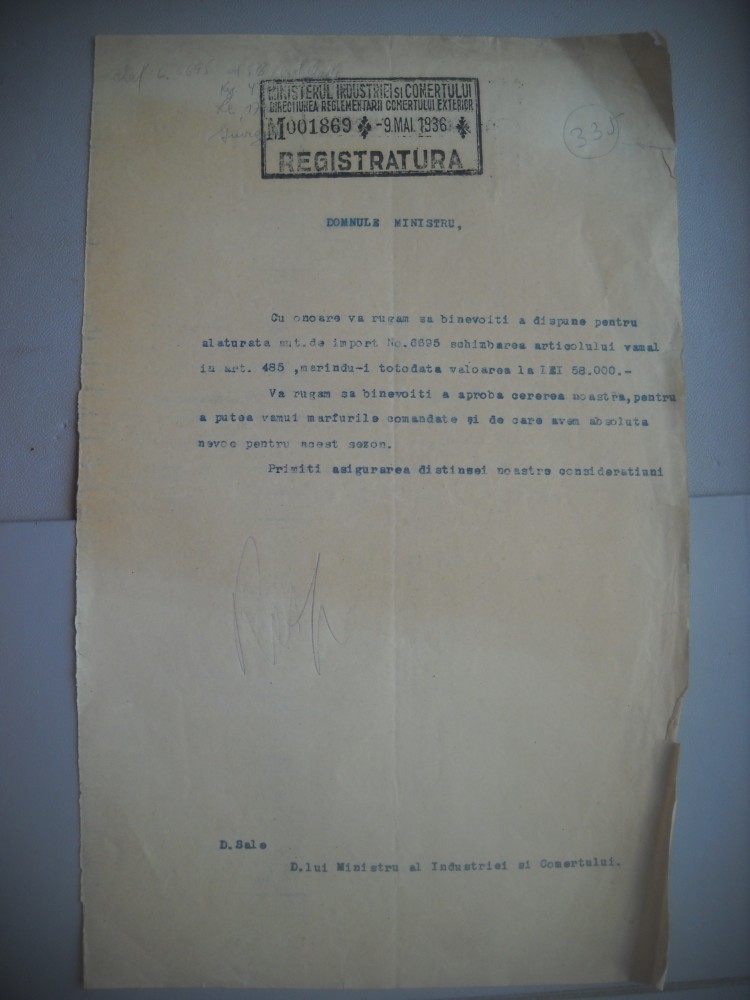 MINISTERUL INDUSTRIEI SI COMERTULUI
DIRECTIUNEA REGLEMENTARII COMERTULUI EXTERIOR
M001869 -9.MAI.1936
REGISTRATURA
335
DOMNULE MINISTRU,
Cu onoare va rugam sa binevoiti a dispune pentru
alaturata aut.de import No.6695 schimbarea articolului vamal
in art. 485 ,marindu-i totodata valoarea la LEI 68.000.-
Va rugam sa binevoiti a aproba cererea noastra,pentru
a putea vamui marfurile comandate și de care avem absoluta
nevoe pentru acest sezon.
Primiti asigurarea distinsei noastre consideratiuni
D.Sale
D.lui Ministru al Industriei si Comertului.